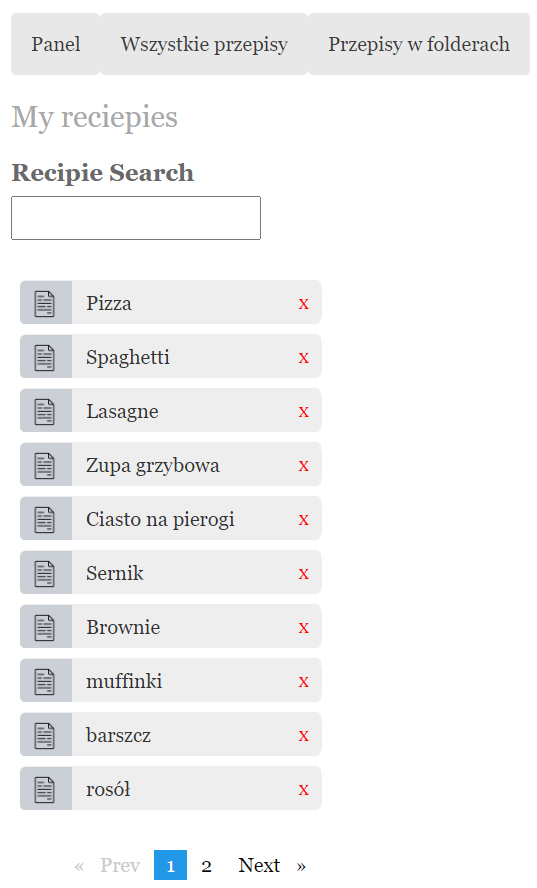 Panel Wszystkie przepisy Przepisy w folderach
My reciepies
Recipie Search
Pizza x
Spaghetti x
Lasagne x
Zupa grzybowa x
Ciasto na pierogi x
Sernik x
Brownie x
muffinki x
barszcz x
rosół x
« Prev 1 2 Next »